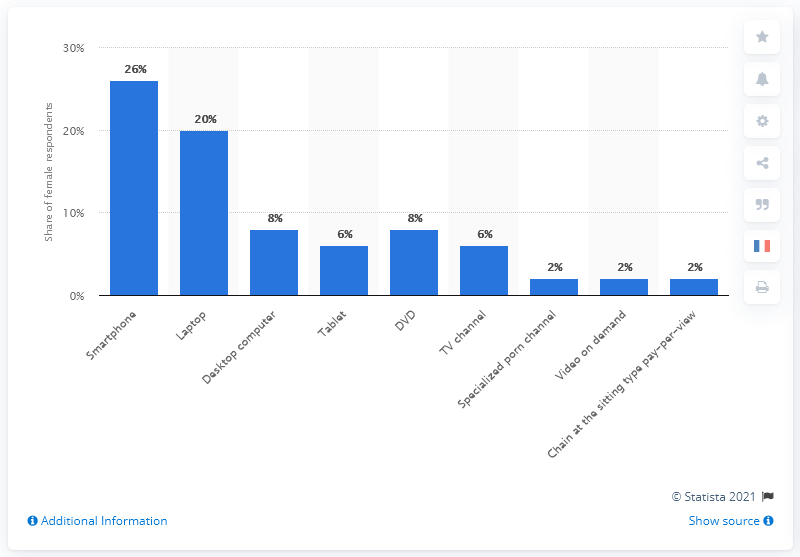 30%
20%
10%
0%
Share of female respondents
26%
20%
8%
6%
8%
6%
2%
2%
2%
Smartphone
Laptop
Desktop computer
Tablet
DVD
TV channel
Specialized porn channel
Video on demand
Chain at the sitting type pay-per-view
© Statista 2021
Additional Information
Show source